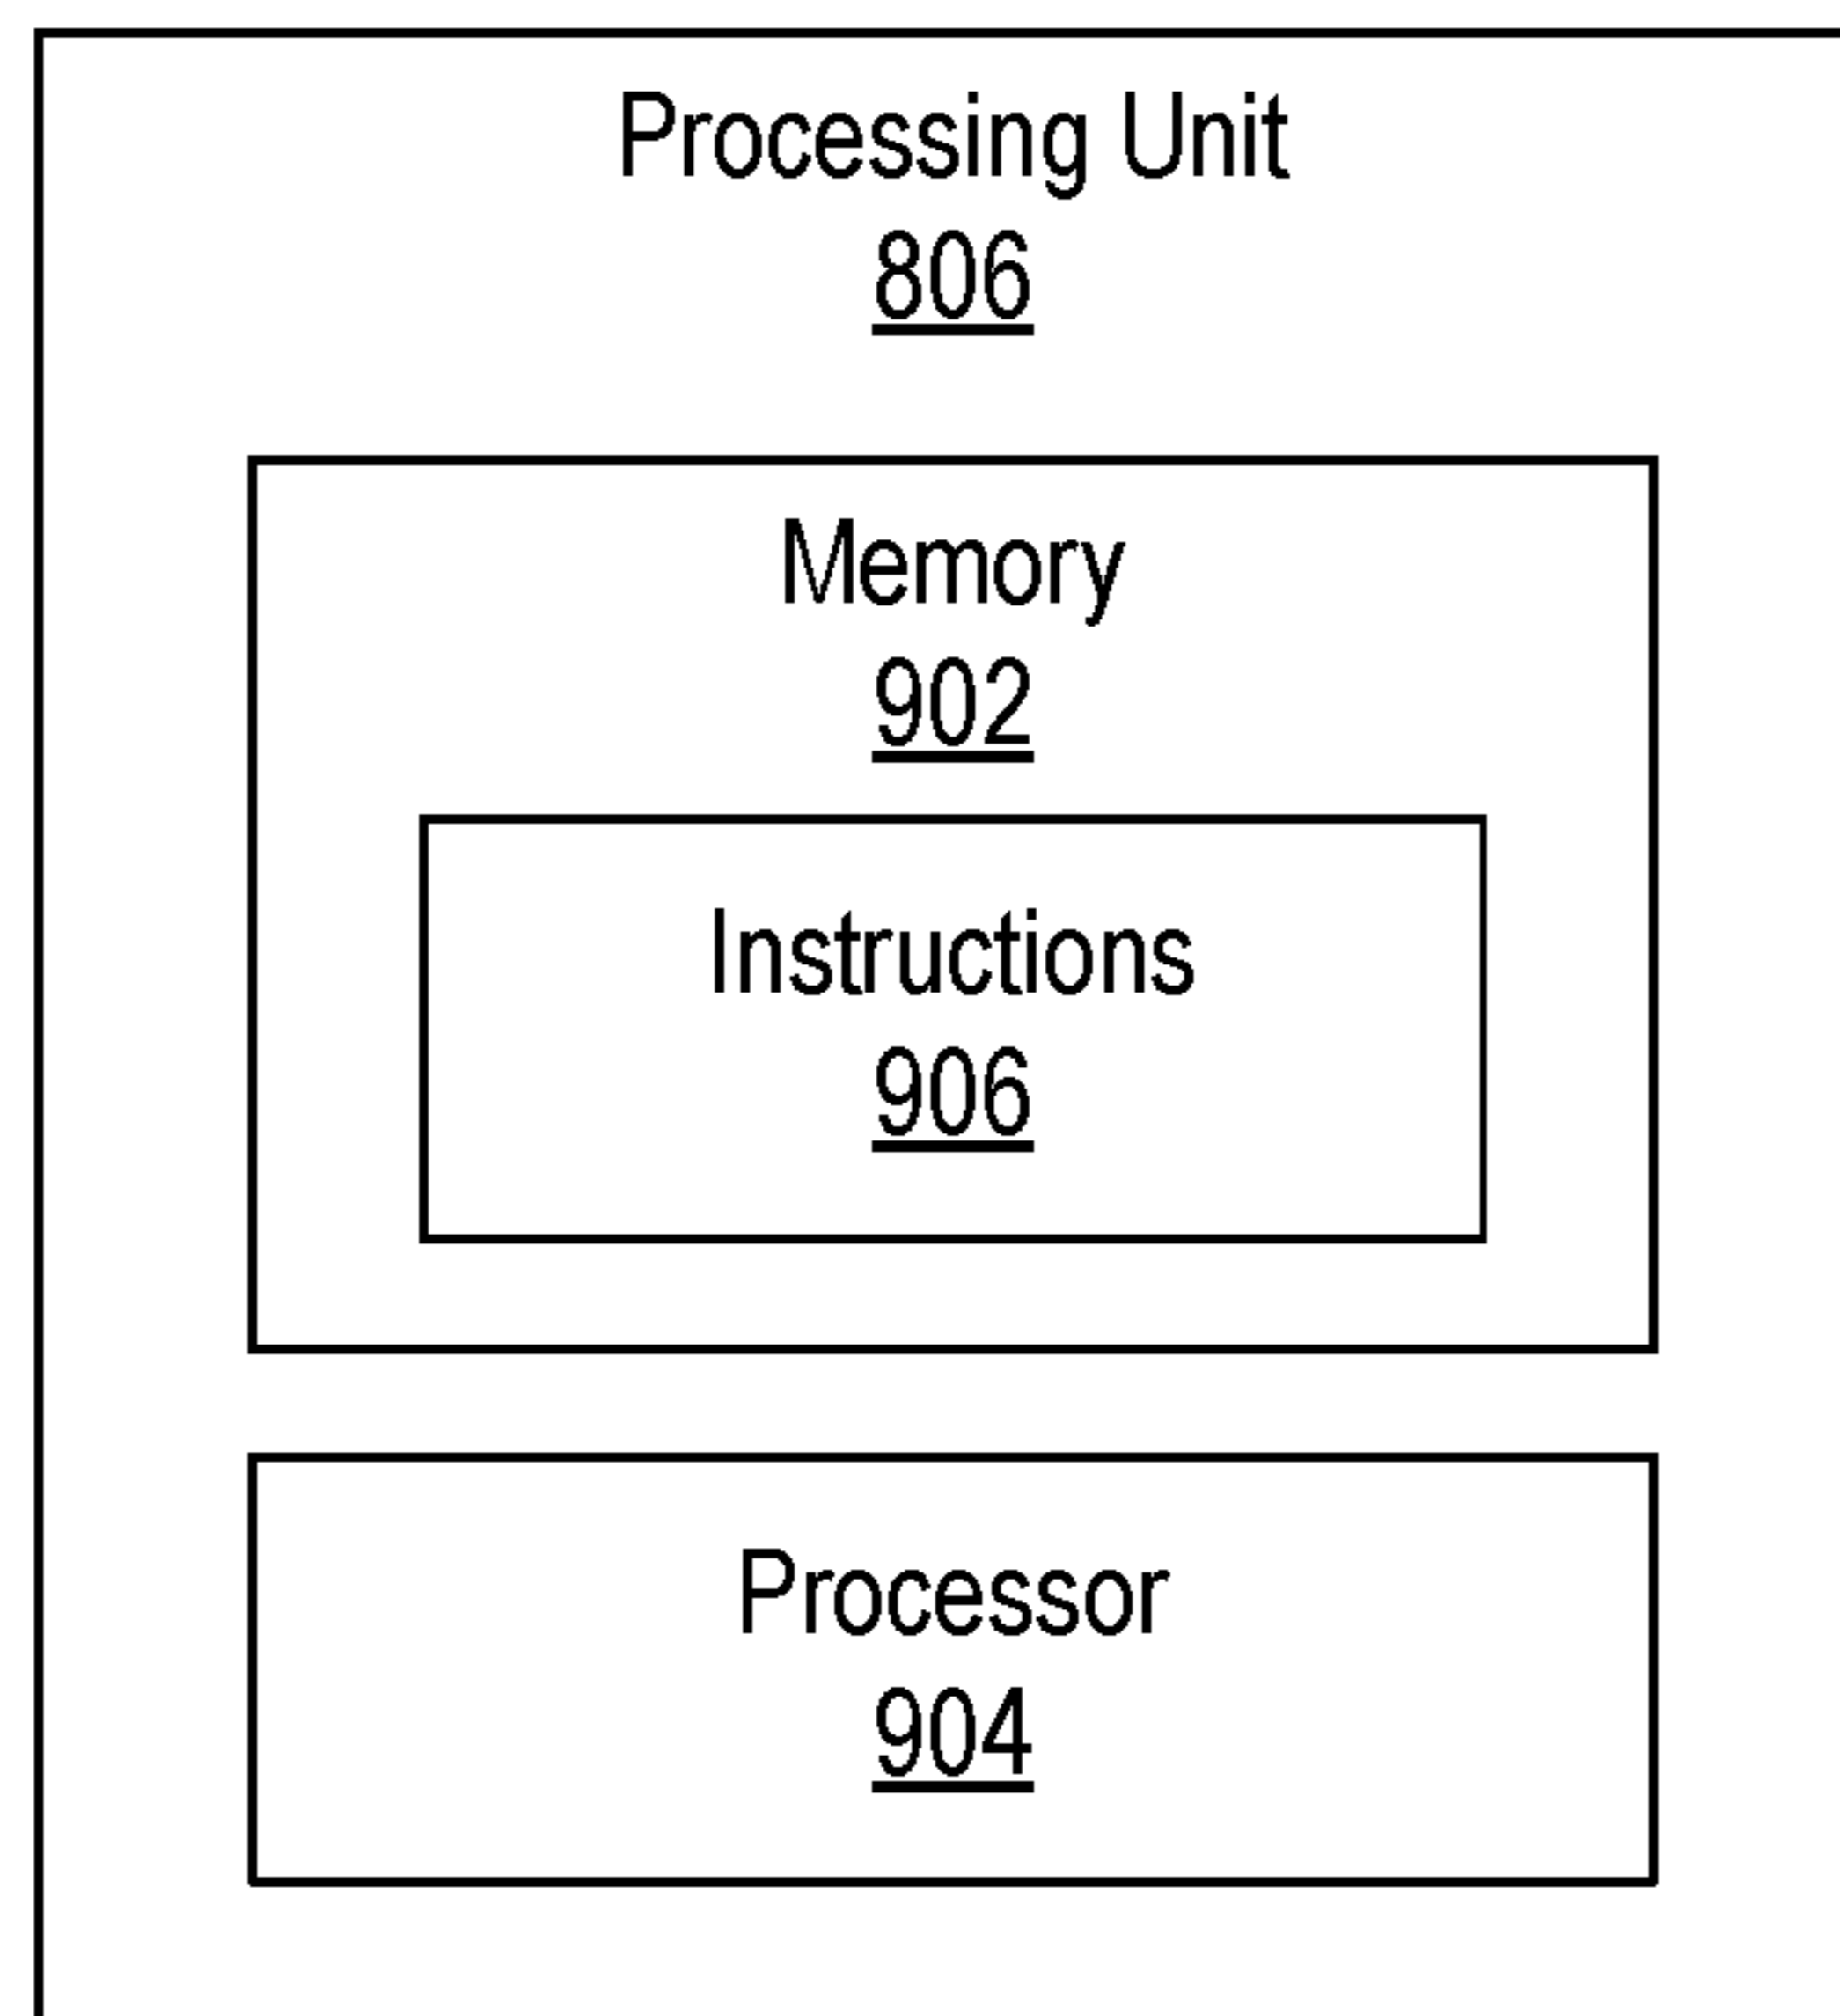 Processing Unit
806
Memory
902
Instructions
906
Processor
904